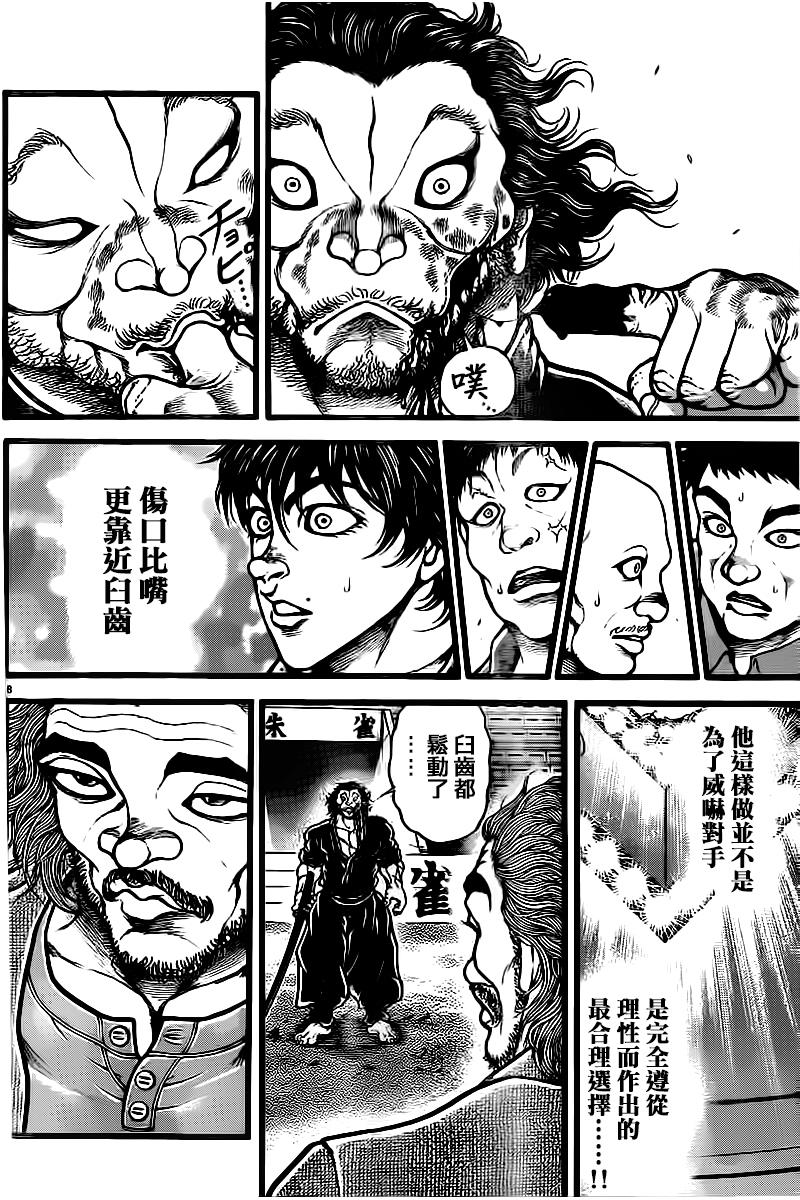 噗…
チョピ…
傷口比嘴
更靠近臼齒
他這樣做並不是
為了威嚇對手
是完全遵從
理性而作出的
最合理選擇……!!
臼齒都
鬆動了
……
朱雀
雀
8